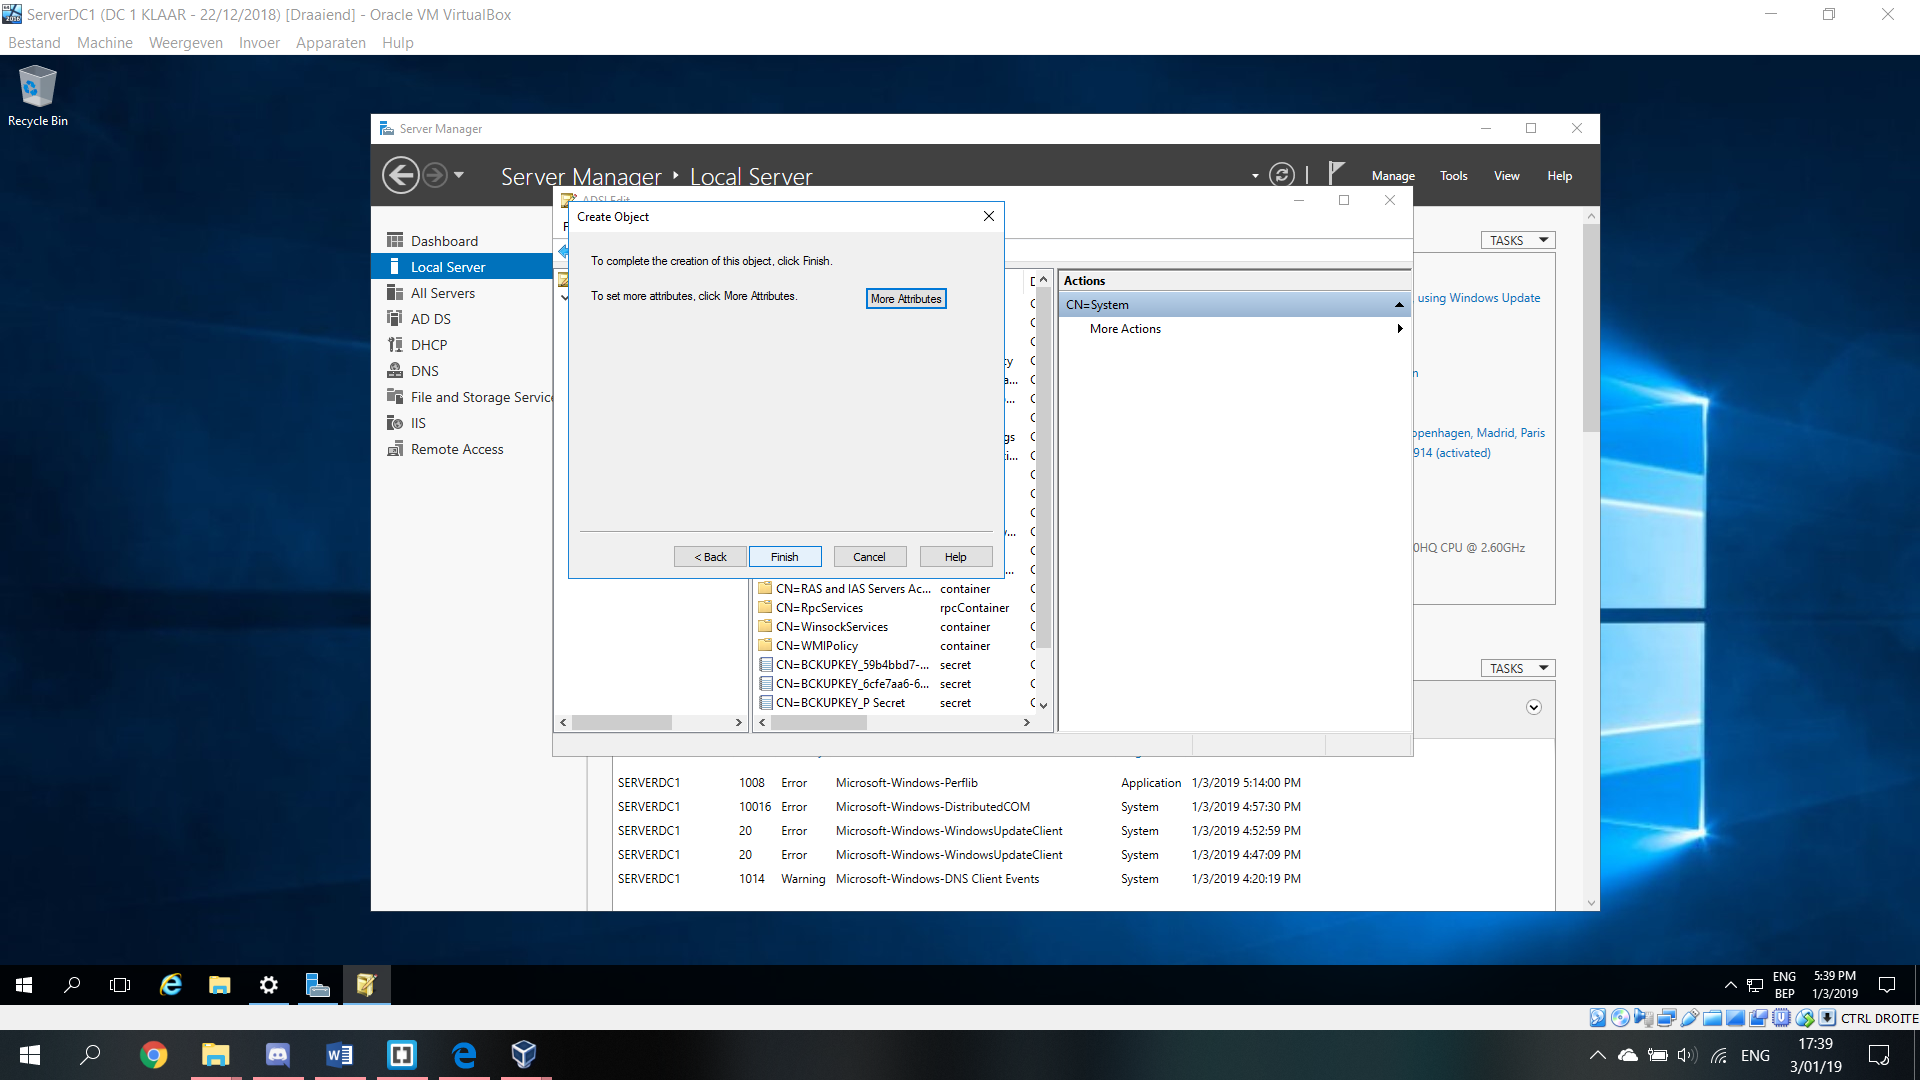 ServerDC1 (DC 1 KLAAR - 22/12/2018) [Draaiend] - Oracle VM VirtualBox
Bestand Machine Weergeven Invoer Apparaten Hulp
Recycle Bin
Server Manager
Server Manager Local Server
Manage Tools View Help
ADSI Edit
Create Object
To complete the creation of this object, click Finish.
To set more attributes, click More Attributes.
More Attributes
< Back
Finish
Cancel
Help
Dashboard
Local Server
All Servers
AD DS
DHCP
DNS
File and Storage Servic
IIS
Remote Access
Actions
CN=System
More Actions
TASKS
using Windows Update
openhagen, Madrid, Paris
914 (activated)
0HQ CPU @ 2.60GHz
TASKS
CN=RAS and IAS Servers Ac... container
CN=RpcServices rpcContainer
CN=WinsockServices container
CN=WMIPolicy container
CN=BCKUPKEY_59b4bbd7-... secret
CN=BCKUPKEY_6cfe7aa6-6... secret
CN=BCKUPKEY_P Secret secret
SERVERDC1 1008 Error Microsoft-Windows-Perflib Application 1/3/2019 5:14:00 PM
SERVERDC1 10016 Error Microsoft-Windows-DistributedCOM System 1/3/2019 4:57:30 PM
SERVERDC1 20 Error Microsoft-Windows-WindowsUpdateClient System 1/3/2019 4:52:59 PM
SERVERDC1 20 Error Microsoft-Windows-WindowsUpdateClient System 1/3/2019 4:47:09 PM
SERVERDC1 1014 Warning Microsoft-Windows-DNS Client Events System 1/3/2019 4:20:19 PM
ENG
BEP
5:39 PM
1/3/2019
CTRL DROITE
ENG
17:39
3/01/19